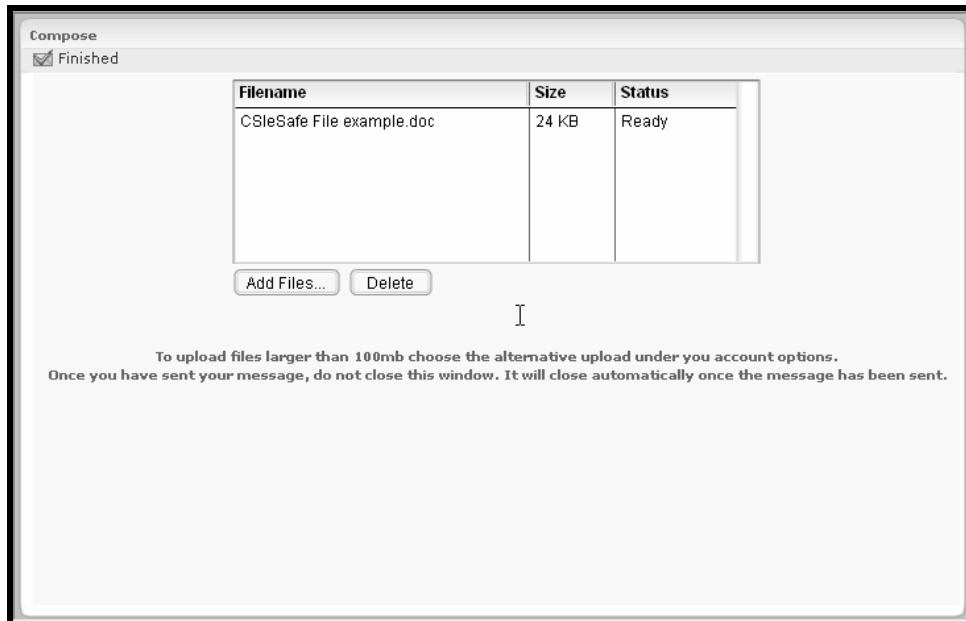 Compose
Finished
Filename Size Status
CSIeSafe File example.doc 24 KB Ready
Add Files... Delete
To upload files larger than 100mb choose the alternative upload under you account options.
Once you have sent your message, do not close this window. It will close automatically once the message has been sent.